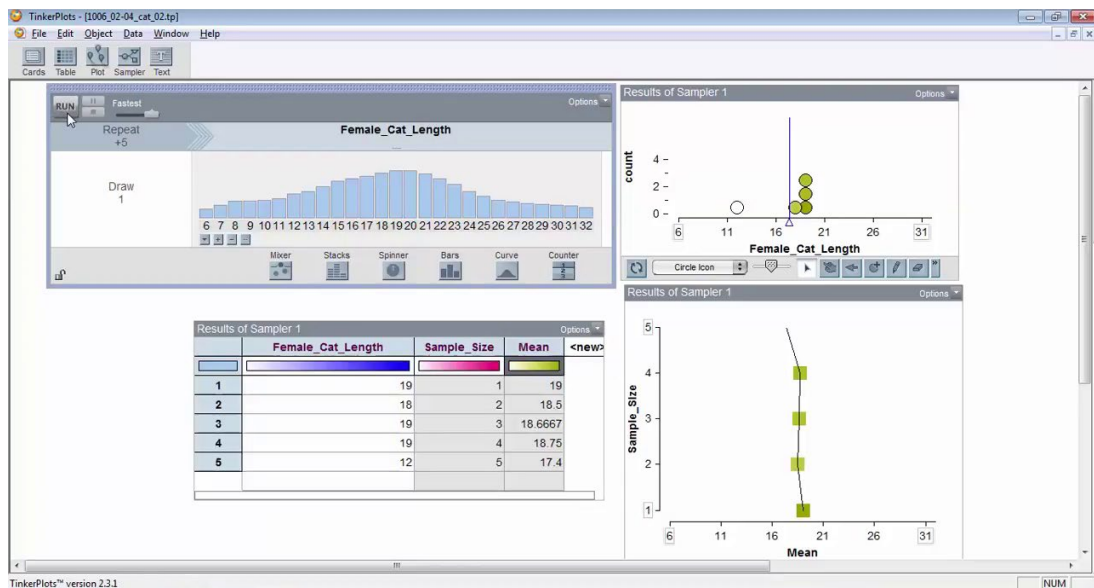 TinkerPlots - [1006_02-04_cat_02.tp]
File Edit Object Data Window Help
Cards Table Plot Sampler Text
RUN
Fastest
Options
Repeat
+5
Female_Cat_Length
Draw
1
6 7 8 9 10 11 12 13 14 15 16 17 18 19 20 21 22 23 24 25 26 27 28 29 30 31 32
Mixer Stacks Spinner Bars Curve Counter
Results of Sampler 1 Options
count
4
2
0
6 11 16 21 26 31
Female_Cat_Length
Circle Icon
Results of Sampler 1 Options
Female_Cat_Length Sample_Size Mean <new>
1 19 1 19
2 18 2 18.5
3 19 3 18.6667
4 19 4 18.75
5 12 5 17.4
Results of Sampler 1 Options
Sample_Size
5
4
3
2
1
6 11 16 21 26 31
Mean
TinkerPlots™ version 2.3.1
NUM